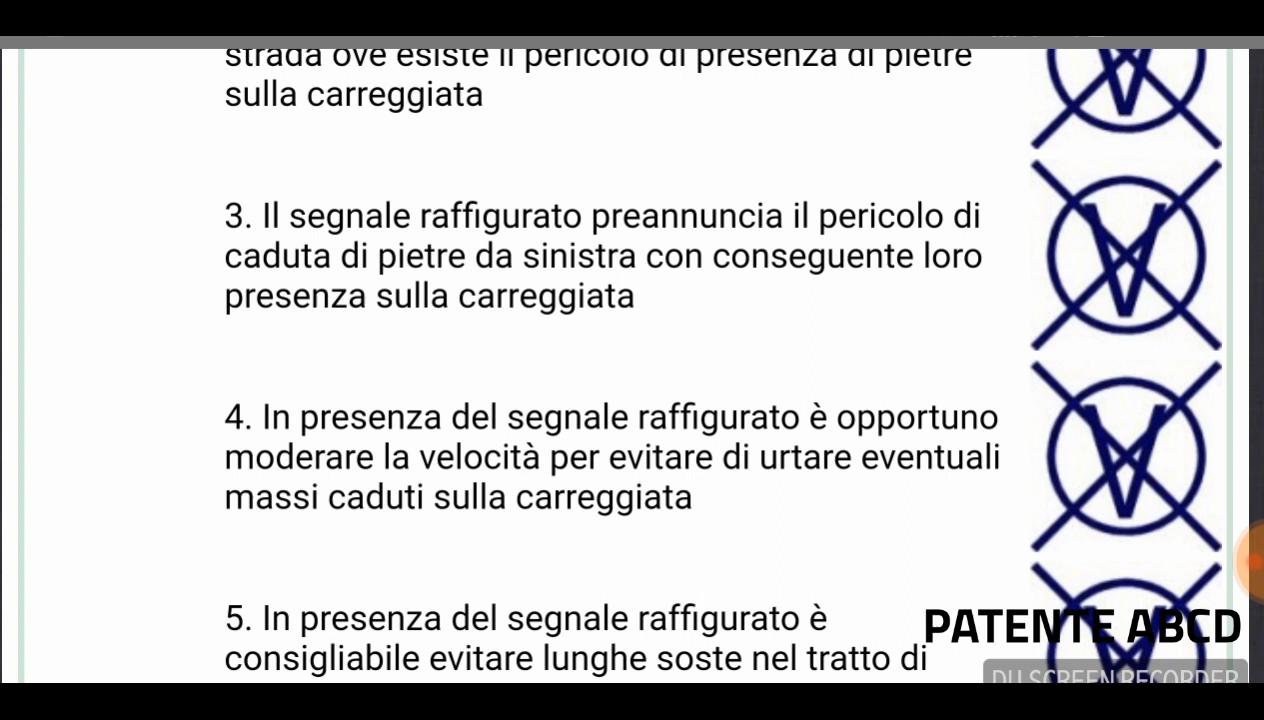 strada ove esiste il pericolo di presenza di pietre
sulla carreggiata
V
3. Il segnale raffigurato preannuncia il pericolo di
caduta di pietre da sinistra con conseguente loro
presenza sulla carreggiata
V
4. In presenza del segnale raffigurato è opportuno
moderare la velocità per evitare di urtare eventuali
massi caduti sulla carreggiata
V
5. In presenza del segnale raffigurato è
consigliabile evitare lunghe soste nel tratto di
V
PATENTE ABCD
DU SCREEN RECORDER